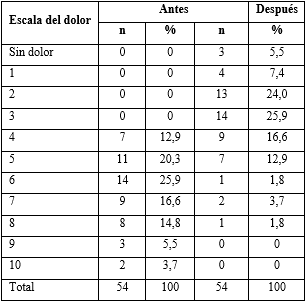 Escala del dolor Antes Después
n % n %
Sin dolor 0 0 3 5,5
1 0 0 4 7,4
2 0 0 13 24,0
3 0 0 14 25,9
4 7 12,9 9 16,6
5 11 20,3 7 12,9
6 14 25,9 1 1,8
7 9 16,6 2 3,7
8 8 14,8 1 1,8
9 3 5,5 0 0
10 2 3,7 0 0
Total 54 100 54 100